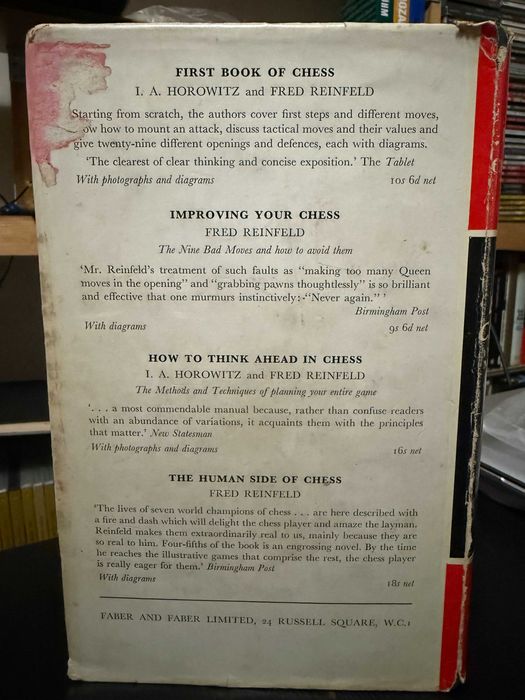 FIRST BOOK OF CHESS
I. A. HOROWITZ and FRED REINFELD
Starting from scratch, the authors cover first steps and different moves,
ow how to mount an attack, discuss tactical moves and their values and
give twenty-nine different openings and defences, each with diagrams.
'The clearest of clear thinking and concise exposition.' The Tablet
With photographs and diagrams 10s 6d net
IMPROVING YOUR CHESS
FRED REINFELD
The Nine Bad Moves and how to avoid them
'Mr. Reinfeld's treatment of such faults as "making too many Queen
moves in the opening" and "grabbing pawns thoughtlessly" is so brilliant
and effective that one murmurs instinctively: "Never again." '
Birmingham Post
With diagrams 9s 6d net
HOW TO THINK AHEAD IN CHESS
I. A. HOROWITZ and FRED REINFELD
The Methods and Techniques of planning your entire game
'. . . a most commendable manual because, rather than confuse readers
with an abundance of variations, it acquaints them with the principles
that matter.' New Statesman
With photographs and diagrams 16s net
THE HUMAN SIDE OF CHESS
FRED REINFELD
'The lives of seven world champions of chess . . . are here described with
a fire and dash which will delight the chess player and amaze the layman.
Reinfeld makes them extraordinarily real to us, mainly because they are
so real to him. Four-fifths of the book is an engrossing novel. By the time
he reaches the illustrative games that comprise the rest, the chess player
is really eager for them.' Birmingham Post
With diagrams 18s net
FABER AND FABER LIMITED, 24 RUSSELL SQUARE, W.C.1